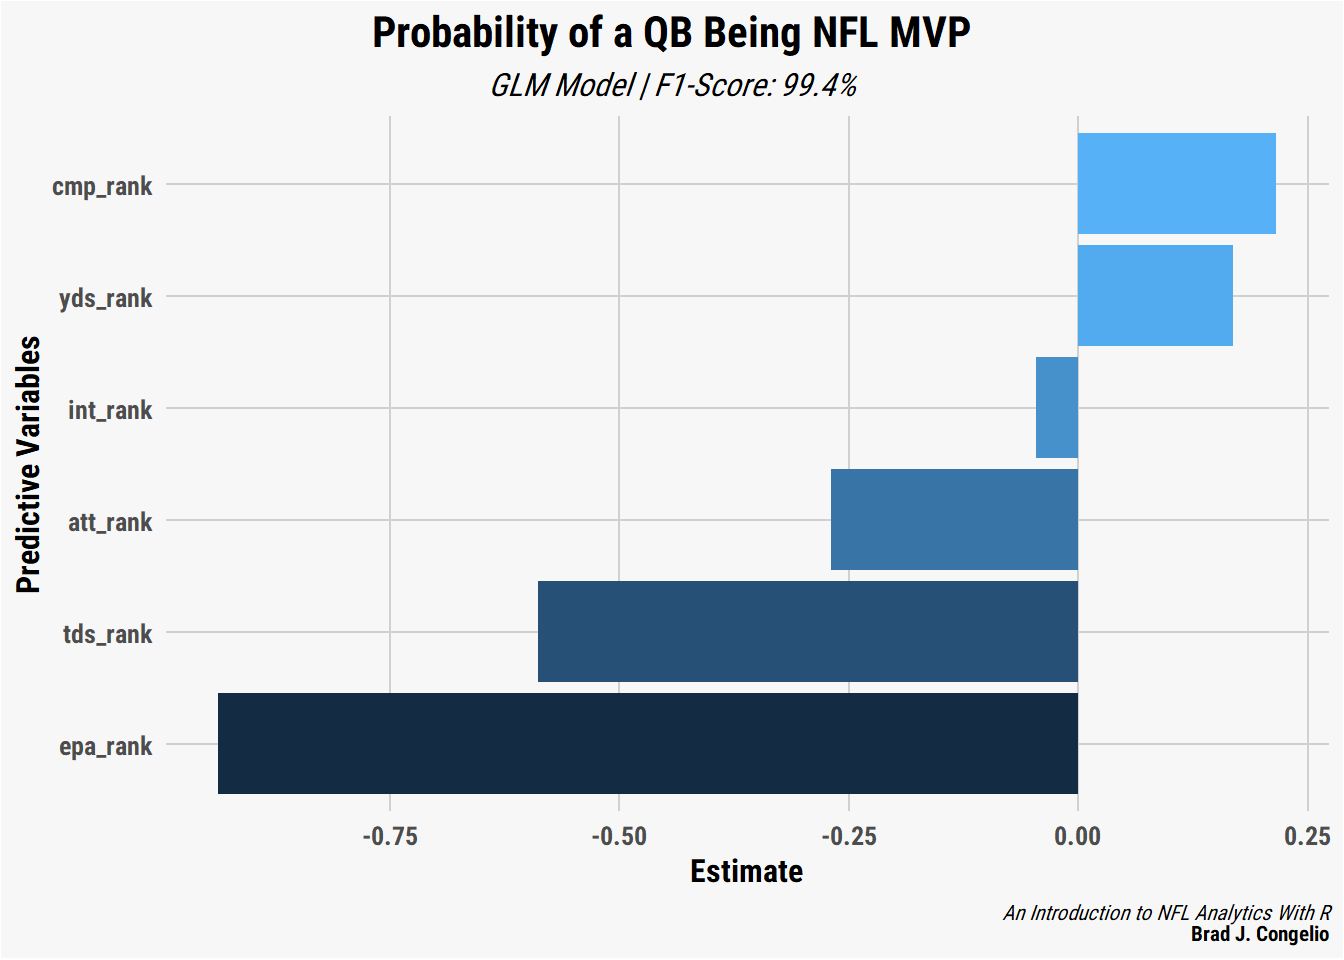 Probability of a QB Being NFL MVP
GLM Model | F1-Score: 99.4%
cmp_rank
yds_rank
int_rank
att_rank
tds_rank
epa_rank
Predictive Variables
-0.75 -0.50 -0.25 0.00 0.25
Estimate
An Introduction to NFL Analytics With R
Brad J. Congelio